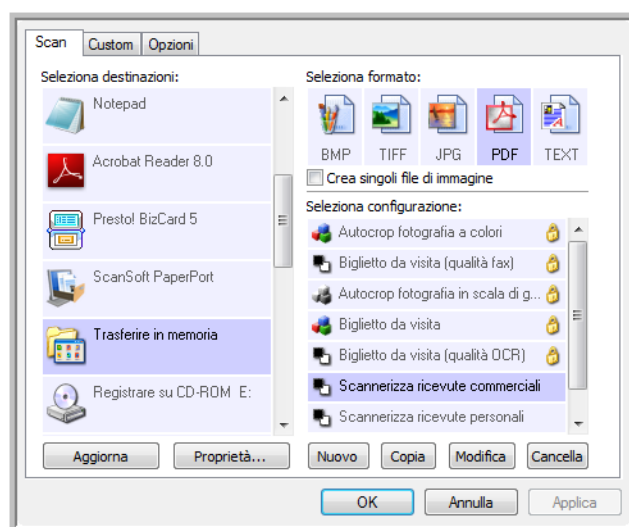 Scan Custom Opzioni
Seleziona destinazioni:
Notepad
Acrobat Reader 8.0
Presto! BizCard 5
ScanSoft PaperPort
Trasferire in memoria
Registrare su CD-ROM E:
Aggiorna Proprietà...
Seleziona formato:
BMP TIFF JPG PDF TEXT
Crea singoli file di immagine
Seleziona configurazione:
Autocrop fotografia a colori
Biglietto da visita (qualità fax)
Autocrop fotografia in scala di g...
Biglietto da visita
Biglietto da visita (qualità OCR)
Scannerizza ricevute commerciali
Scannerizza ricevute personali
Nuovo Copia Modifica Cancella
OK Annulla Applica